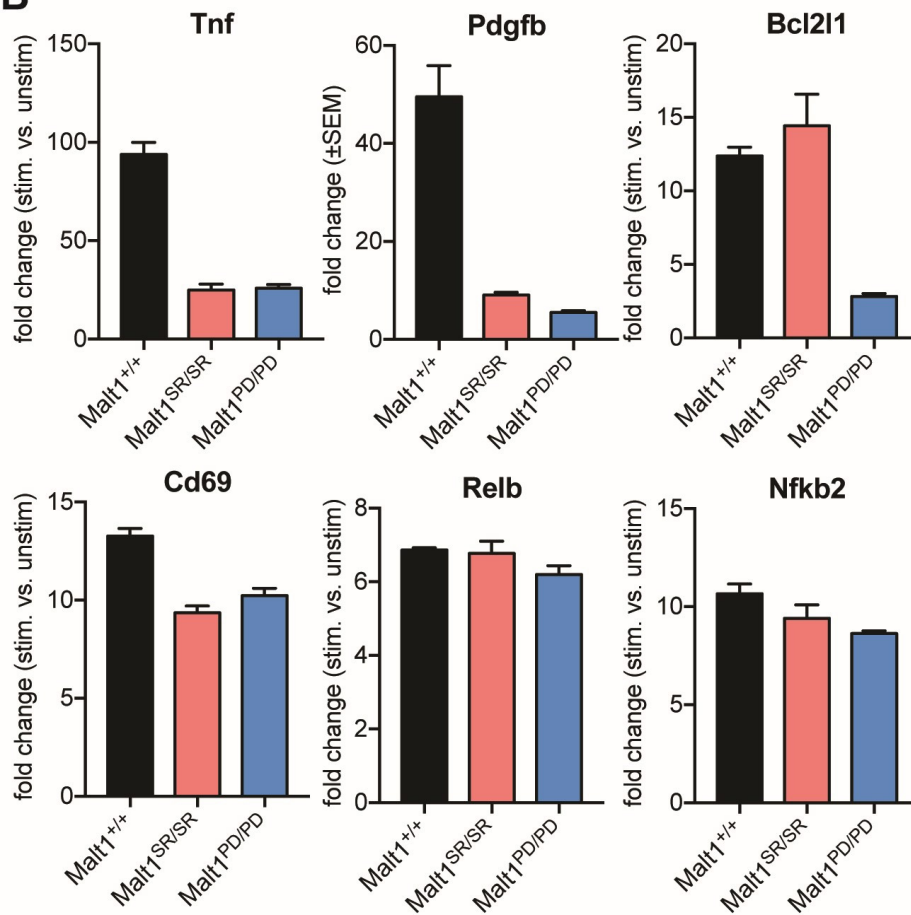 B
Tnf
fold change (stim. vs. unstim)
150
100
50
0
Malt1+/+
Malt1SR/SR
Malt1PD/PD
Pdgfb
fold change (±SEM)
60
40
20
0
Malt1+/+
Malt1SR/SR
Malt1PD/PD
Bcl2l1
fold change (stim. vs. unstim)
20
15
10
5
0
Malt1+/+
Malt1SR/SR
Malt1PD/PD
Cd69
fold change (stim. vs. unstim)
15
10
5
0
Malt1+/+
Malt1SR/SR
Malt1PD/PD
Relb
fold change (stim. vs. unstim)
8
6
4
2
0
Malt1+/+
Malt1SR/SR
Malt1PD/PD
Nfkb2
fold change (stim. vs. unstim)
15
10
5
0
Malt1+/+
Malt1SR/SR
Malt1PD/PD